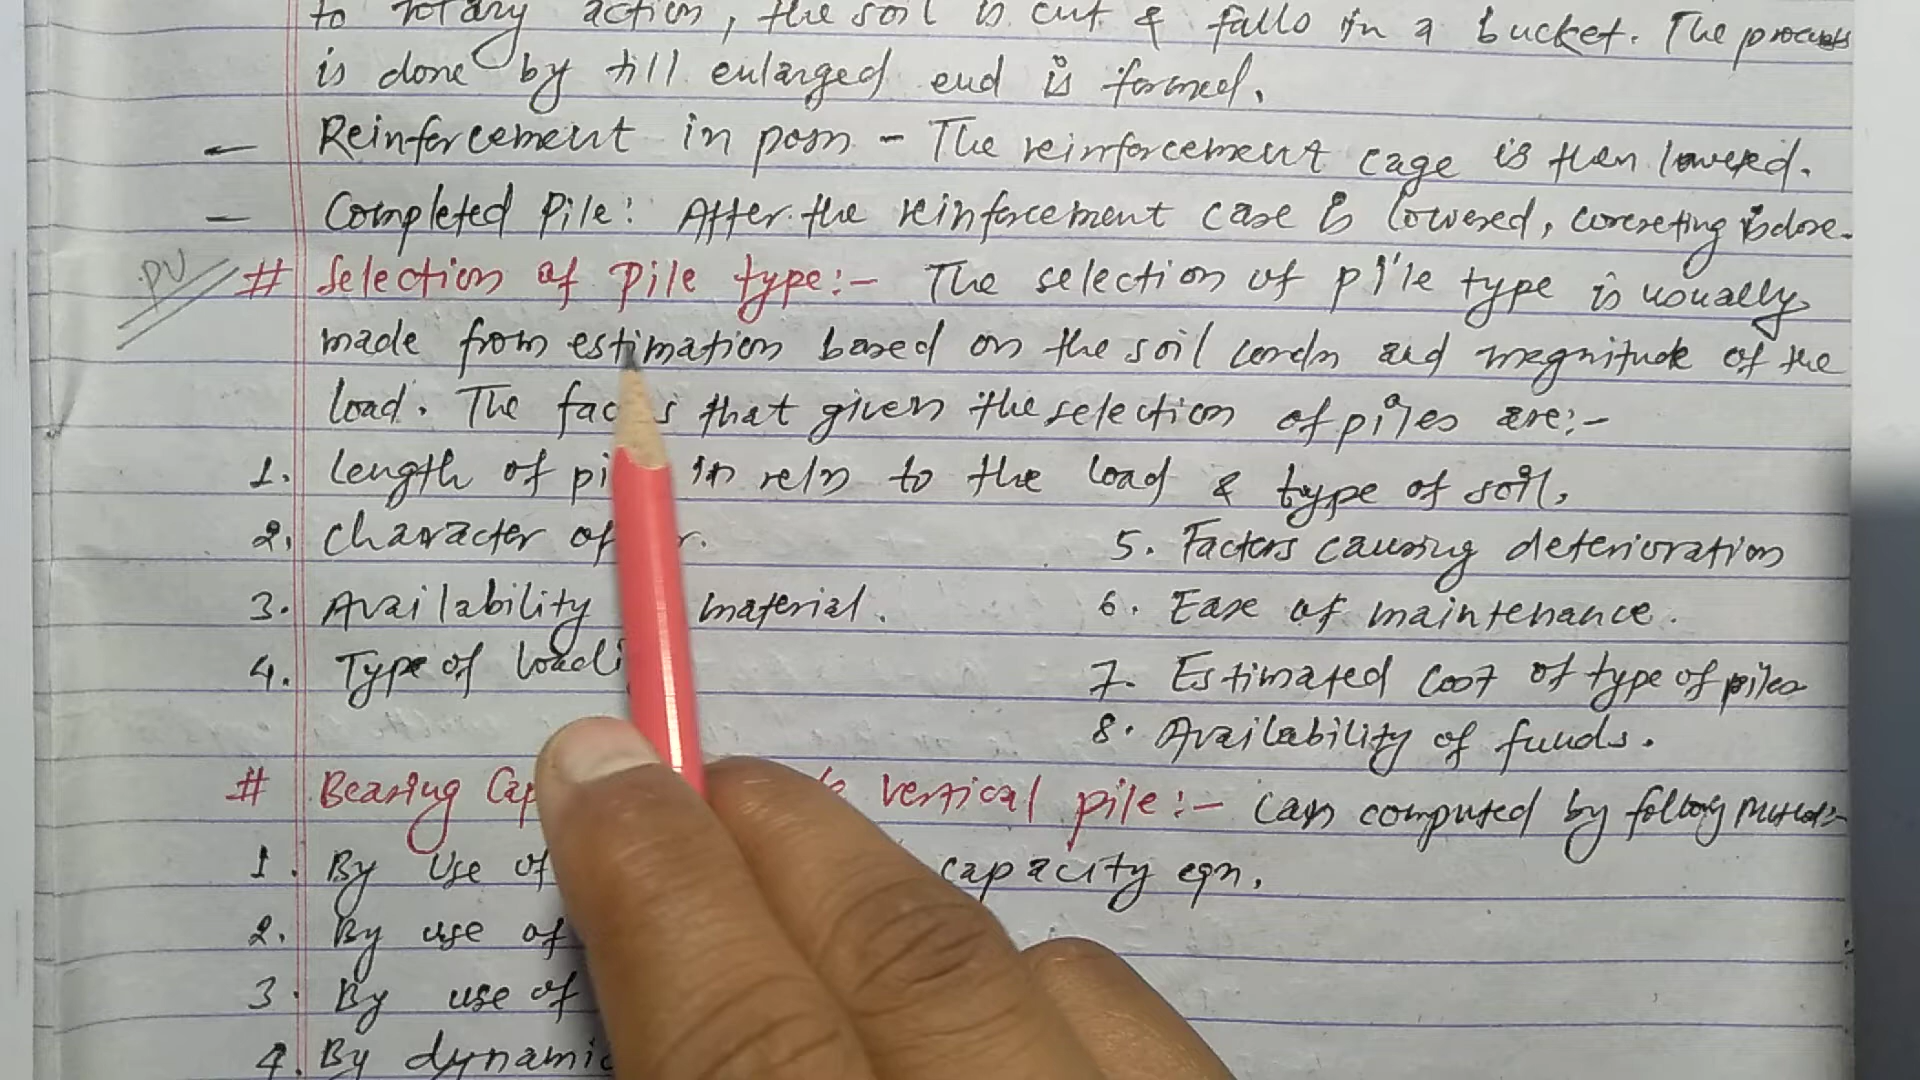 to rotary action, the soil is cut & falls in a bucket. The process
is done by till enlarged end is formed.
- Reinforcement in posn - The reinforcement cage is then lowered.
- Completed Pile: After the reinforcement case is lowered, concreting is done.
PU # Selection of Pile type:- The selection of pile type is usually
made from estimation based on the soil condn and magnitude of the
load. The that given the selection of piles are:-
1. length of in reln to the load & type of soil.
2. Character of
5. Factors causing deterioration
3. Availability material.
6. Ease of maintenance.
4. Type of
7. Estimated cost of type of piles
8. Availability of funds.
# Bearing vertical pile:- Can computed by method:-
1. By Use of capacity eqn.
2. By use of
3. By use of
4. By dynamic